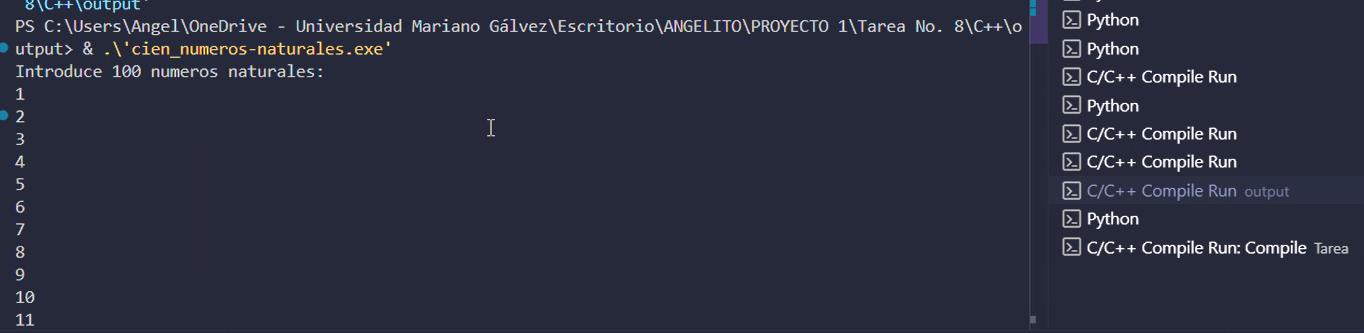 8\C++\output'
PS C:\Users\Angel\OneDrive - Universidad Mariano Gálvez\Escritorio\ANGELITO\PROYECTO 1\Tarea No. 8\C++\o
utput> & .\'cien_numeros-naturales.exe'
Introduce 100 numeros naturales:
1
2
3
4
5
6
7
8
9
10
11
Python
Python
C/C++ Compile Run
Python
C/C++ Compile Run
C/C++ Compile Run
C/C++ Compile Run output
Python
C/C++ Compile Run: Compile Tarea